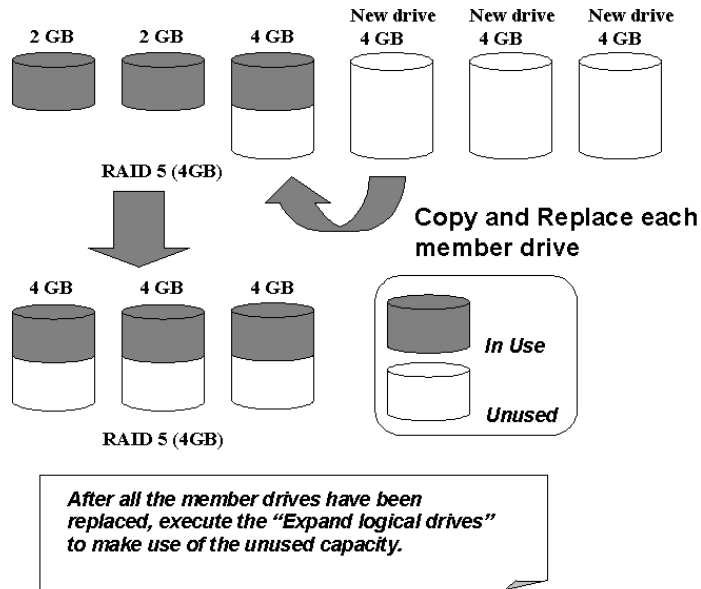 New drive New drive New drive
2 GB 2 GB 4 GB 4 GB 4 GB 4 GB
RAID 5 (4GB)
Copy and Replace each
member drive
4 GB 4 GB 4 GB
In Use
Unused
RAID 5 (4GB)
After all the member drives have been
replaced, execute the “Expand logical drives”
to make use of the unused capacity.